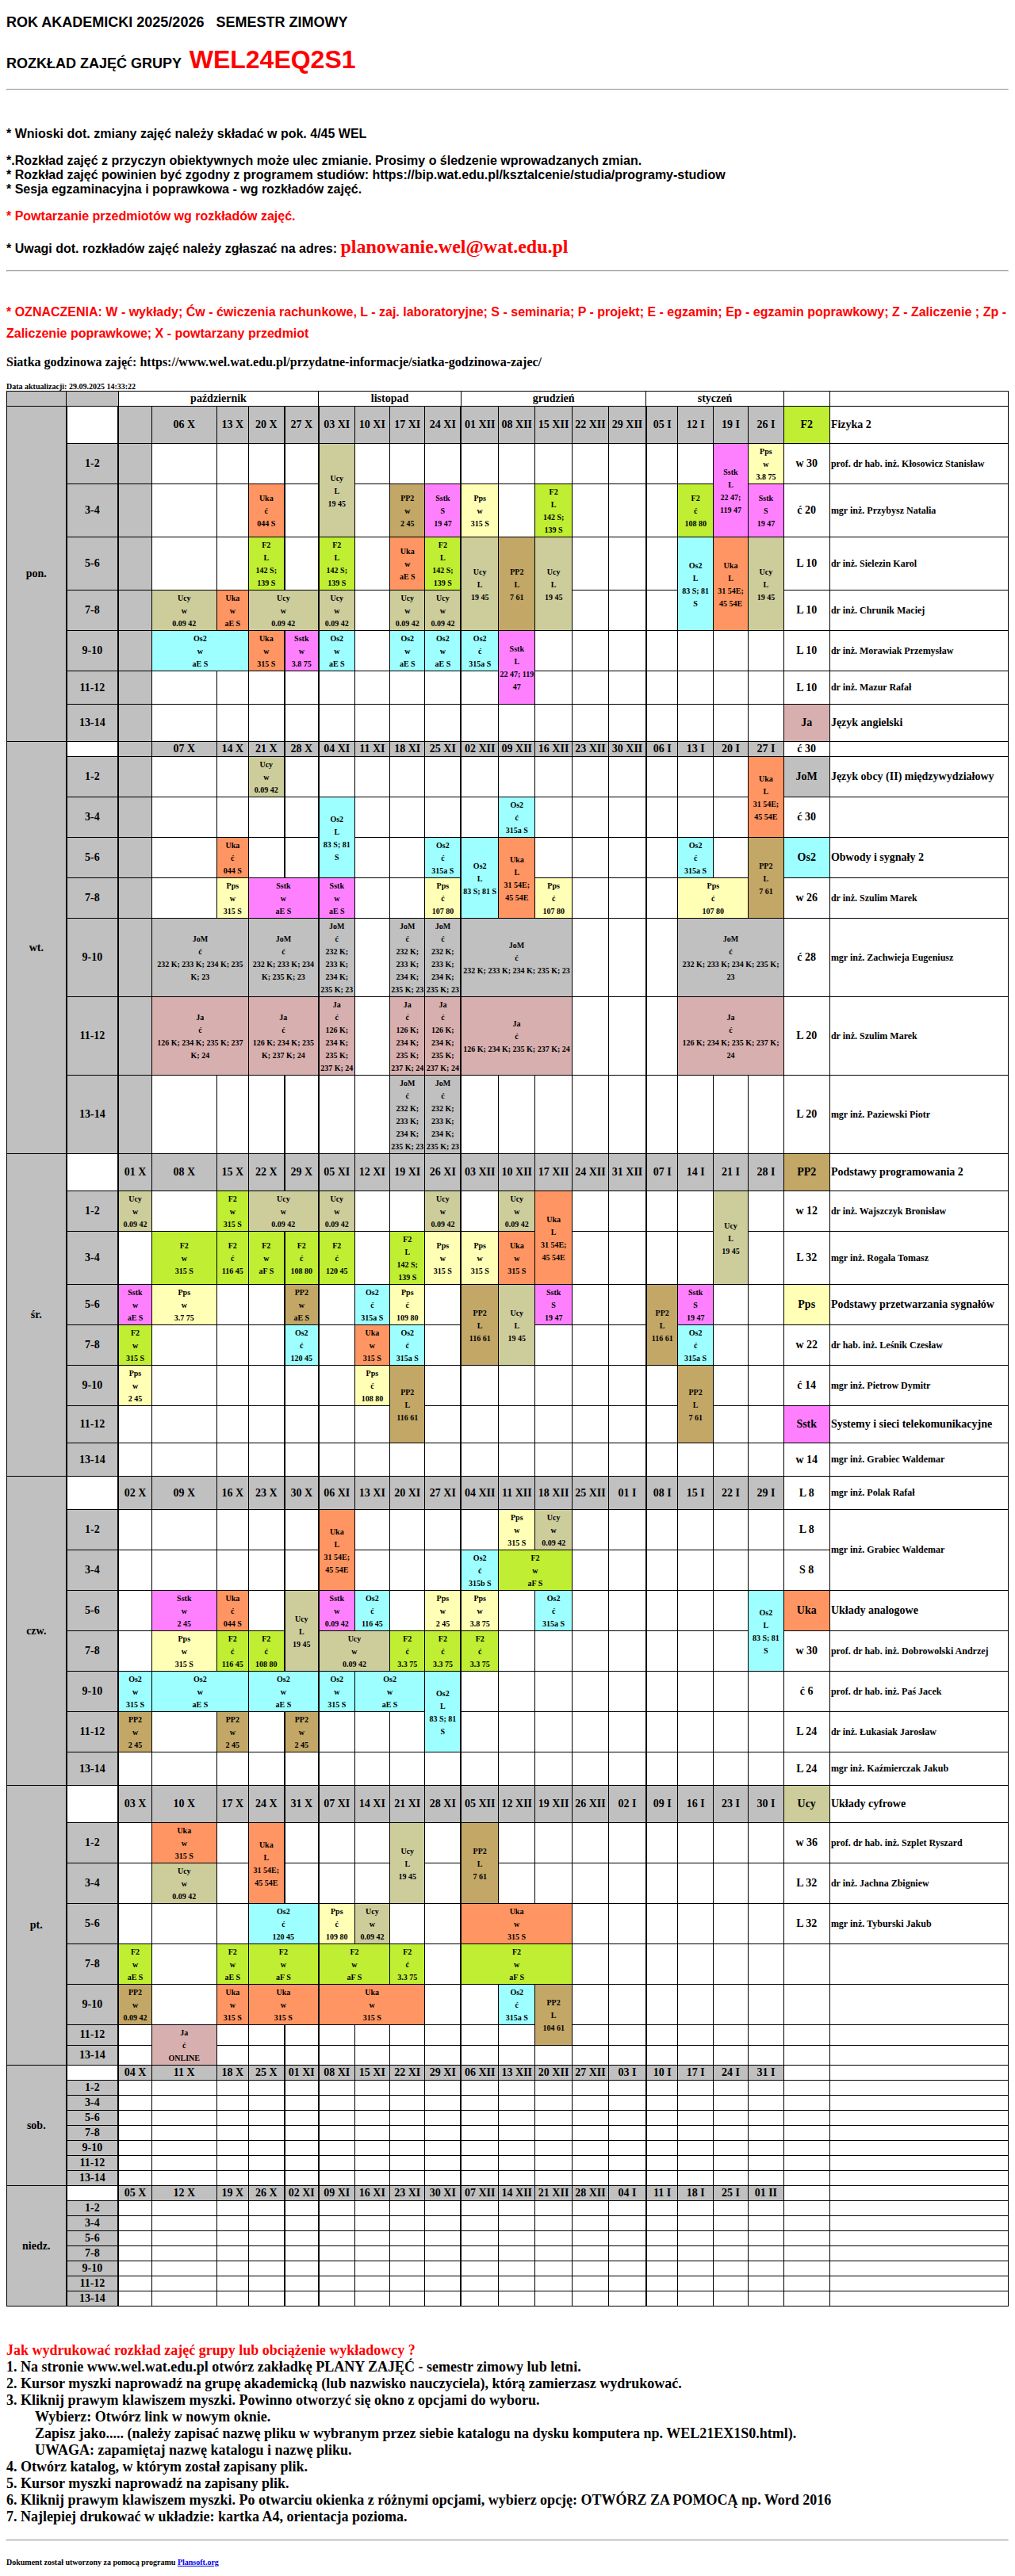 ROK AKADEMICKI 2025/2026 SEMESTR ZIMOWY
ROZKŁAD ZAJĘĆ GRUPY WEL24EQ2S1
* Wnioski dot. zmiany zajęć należy składać w pok. 4/45 WEL
*.Rozkład zajęć z przyczyn obiektywnych może ulec zmianie. Prosimy o śledzenie wprowadzanych zmian.
* Rozkład zajęć powinien być zgodny z programem studiów: https://bip.wat.edu.pl/ksztalcenie/studia/programy-studiow
* Sesja egzaminacyjna i poprawkowa - wg rozkładów zajęć.
* Powtarzanie przedmiotów wg rozkładów zajęć.
* Uwagi dot. rozkładów zajęć należy zgłaszać na adres: planowanie.wel@wat.edu.pl
* OZNACZENIA: W - wykłady; Ćw - ćwiczenia rachunkowe, L - zaj. laboratoryjne; S - seminaria; P - projekt; E - egzamin; Ep - egzamin poprawkowy; Z - Zaliczenie ; Zp -
Zaliczenie poprawkowe; X - powtarzany przedmiot
Siatka godzinowa zajęć: https://www.wel.wat.edu.pl/przydatne-informacje/siatka-godzinowa-zajec/
Data aktualizacji: 29.09.2025 14:33:22
październik listopad grudzień styczeń
pon. 06 X 13 X 20 X 27 X 03 XI 10 XI 17 XI 24 XI 01 XII 08 XII 15 XII 22 XII 29 XII 05 I 12 I 19 I 26 I F2 Fizyka 2
1-2 Ucy L 19 45 Sstk L 22 47; 119 47 Pps w 3.8 75 w 30 prof. dr hab. inż. Kłosowicz Stanisław
3-4 Uka ć 044 S PP2 w 2 45 Sstk S 19 47 Pps w 315 S F2 L 142 S; 139 S F2 ć 108 80 Sstk S 19 47 ć 20 mgr inż. Przybysz Natalia
5-6 F2 L 142 S; 139 S F2 L 142 S; 139 S Uka w aE S F2 L 142 S; 139 S Ucy L 19 45 PP2 L 7 61 Ucy L 19 45 Os2 L 83 S; 81 S Uka L 31 54E; 45 54E Ucy L 19 45 L 10 dr inż. Sielezin Karol
7-8 Ucy w 0.09 42 Uka w aE S Ucy w 0.09 42 Ucy w 0.09 42 Ucy w 0.09 42 Ucy w 0.09 42 L 10 dr inż. Chrunik Maciej
9-10 Os2 w aE S Uka w 315 S Sstk w 3.8 75 Os2 w aE S Os2 w aE S Os2 w aE S Os2 ć 315a S Sstk L 22 47; 119 47 L 10 dr inż. Morawiak Przemysław
11-12 L 10 dr inż. Mazur Rafał
13-14 Ja Język angielski
wt. 07 X 14 X 21 X 28 X 04 XI 11 XI 18 XI 25 XI 02 XII 09 XII 16 XII 23 XII 30 XII 06 I 13 I 20 I 27 I ć 30
1-2 Ucy w 0.09 42 Uka L 31 54E; 45 54E JoM Język obcy (II) międzywydziałowy
3-4 Os2 L 83 S; 81 S Os2 ć 315a S ć 30
5-6 Uka ć 044 S Os2 ć 315a S Os2 L 83 S; 81 S Uka L 31 54E; 45 54E Os2 ć 315a S PP2 L 7 61 Os2 Obwody i sygnały 2
7-8 Pps w 315 S Sstk w aE S Sstk w aE S Pps ć 107 80 Pps ć 107 80 Pps ć 107 80 w 26 dr inż. Szulim Marek
9-10 JoM ć 232 K; 233 K; 234 K; 235 K; 23 JoM ć 232 K; 233 K; 234 K; 235 K; 23 JoM ć 232 K; 233 K; 234 K; 235 K; 23 JoM ć 232 K; 233 K; 234 K; 235 K; 23 JoM ć 232 K; 233 K; 234 K; 235 K; 23 JoM ć 232 K; 233 K; 234 K; 235 K; 23 JoM ć 232 K; 233 K; 234 K; 235 K; 23 ć 28 mgr inż. Zachwieja Eugeniusz
11-12 Ja ć 126 K; 234 K; 235 K; 237 K; 24 Ja ć 126 K; 234 K; 235 K; 237 K; 24 Ja ć 126 K; 234 K; 235 K; 237 K; 24 Ja ć 126 K; 234 K; 235 K; 237 K; 24 Ja ć 126 K; 234 K; 235 K; 237 K; 24 Ja ć 126 K; 234 K; 235 K; 237 K; 24 Ja ć 126 K; 234 K; 235 K; 237 K; 24 L 20 dr inż. Szulim Marek
13-14 JoM ć 232 K; 233 K; 234 K; 235 K; 23 JoM ć 232 K; 233 K; 234 K; 235 K; 23 L 20 mgr inż. Paziewski Piotr
śr. 01 X 08 X 15 X 22 X 29 X 05 XI 12 XI 19 XI 26 XI 03 XII 10 XII 17 XII 24 XII 31 XII 07 I 14 I 21 I 28 I PP2 Podstawy programowania 2
1-2 Ucy w 0.09 42 F2 w 315 S Ucy w 0.09 42 Ucy w 0.09 42 Ucy w 0.09 42 Ucy w 0.09 42 Uka L 31 54E; 45 54E Ucy L 19 45 w 12 dr inż. Wajszczyk Bronisław
3-4 F2 w 315 S F2 ć 116 45 F2 w aF S F2 ć 108 80 F2 ć 120 45 F2 L 142 S; 139 S Pps w 315 S Pps w 315 S Uka w 315 S L 32 mgr inż. Rogala Tomasz
5-6 Sstk w aE S Pps w 3.7 75 PP2 w aE S Os2 ć 315a S Pps ć 109 80 PP2 L 116 61 Ucy L 19 45 Sstk S 19 47 PP2 L 116 61 Sstk S 19 47 Pps Podstawy przetwarzania sygnałów
7-8 F2 w 315 S Os2 ć 120 45 Uka w 315 S Os2 ć 315a S Os2 ć 315a S w 22 dr hab. inż. Leśnik Czesław
9-10 Pps w 2 45 Pps ć 108 80 PP2 L 116 61 PP2 L 7 61 ć 14 mgr inż. Pietrow Dymitr
11-12 Sstk Systemy i sieci telekomunikacyjne
13-14 w 14 mgr inż. Grabiec Waldemar
czw. 02 X 09 X 16 X 23 X 30 X 06 XI 13 XI 20 XI 27 XI 04 XII 11 XII 18 XII 25 XII 01 I 08 I 15 I 22 I 29 I L 8 mgr inż. Polak Rafał
1-2 Uka L 31 54E; 45 54E Pps w 315 S Ucy w 0.09 42 L 8 mgr inż. Grabiec Waldemar
3-4 Os2 ć 315b S F2 w aF S S 8
5-6 Sstk w 2 45 Uka ć 044 S Ucy L 19 45 Sstk w 0.09 42 Os2 ć 116 45 Pps w 2 45 Pps w 3.8 75 Os2 ć 315a S Os2 L 83 S; 81 S Uka Układy analogowe
7-8 Pps w 315 S F2 ć 116 45 F2 ć 108 80 Ucy w 0.09 42 F2 ć 3.3 75 F2 ć 3.3 75 F2 ć 3.3 75 w 30 prof. dr hab. inż. Dobrowolski Andrzej
9-10 Os2 w 315 S Os2 w aE S Os2 w aE S Os2 w 315 S Os2 w aE S Os2 L 83 S; 81 S ć 6 prof. dr hab. inż. Paś Jacek
11-12 PP2 w 2 45 PP2 w 2 45 PP2 w 2 45 L 24 dr inż. Łukasiak Jarosław
13-14 L 24 mgr inż. Kaźmierczak Jakub
pt. 03 X 10 X 17 X 24 X 31 X 07 XI 14 XI 21 XI 28 XI 05 XII 12 XII 19 XII 26 XII 02 I 09 I 16 I 23 I 30 I Ucy Układy cyfrowe
1-2 Uka w 315 S Uka L 31 54E; 45 54E Ucy L 19 45 PP2 L 7 61 w 36 prof. dr hab. inż. Szplet Ryszard
3-4 Ucy w 0.09 42 L 32 dr inż. Jachna Zbigniew
5-6 Os2 ć 120 45 Pps ć 109 80 Ucy w 0.09 42 Uka w 315 S L 32 mgr inż. Tyburski Jakub
7-8 F2 w aE S F2 w aE S F2 w aF S F2 w aF S F2 ć 3.3 75 F2 w aF S
9-10 PP2 w 0.09 42 Uka w 315 S Uka w 315 S Uka w 315 S Os2 ć 315a S PP2 L 104 61
11-12 Ja ć ONLINE
13-14
sob. 04 X 11 X 18 X 25 X 01 XI 08 XI 15 XI 22 XI 29 XI 06 XII 13 XII 20 XII 27 XII 03 I 10 I 17 I 24 I 31 I
1-2
3-4
5-6
7-8
9-10
11-12
13-14
niedz. 05 X 12 X 19 X 26 X 02 XI 09 XI 16 XI 23 XI 30 XI 07 XII 14 XII 21 XII 28 XII 04 I 11 I 18 I 25 I 01 II
1-2
3-4
5-6
7-8
9-10
11-12
13-14
Jak wydrukować rozkład zajęć grupy lub obciążenie wykładowcy ?
1. Na stronie www.wel.wat.edu.pl otwórz zakładkę PLANY ZAJĘĆ - semestr zimowy lub letni.
2. Kursor myszki naprowadź na grupę akademicką (lub nazwisko nauczyciela), którą zamierzasz wydrukować.
3. Kliknij prawym klawiszem myszki. Powinno otworzyć się okno z opcjami do wyboru.
Wybierz: Otwórz link w nowym oknie.
Zapisz jako..... (należy zapisać nazwę pliku w wybranym przez siebie katalogu na dysku komputera np. WEL21EX1S0.html).
UWAGA: zapamiętaj nazwę katalogu i nazwę pliku.
4. Otwórz katalog, w którym został zapisany plik.
5. Kursor myszki naprowadź na zapisany plik.
6. Kliknij prawym klawiszem myszki. Po otwarciu okienka z różnymi opcjami, wybierz opcję: OTWÓRZ ZA POMOCĄ np. Word 2016
7. Najlepiej drukować w układzie: kartka A4, orientacja pozioma.
Dokument został utworzony za pomocą programu Plansoft.org